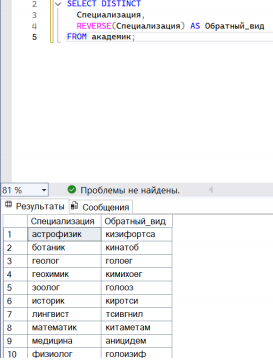 2 SELECT DISTINCT
3 Специализация,
4 REVERSE(Специализация) AS Обратный_вид
5 FROM академик;
81 % Проблемы не найдены.
Результаты Сообщения
Специализация Обратный_вид
1 астрофизик кизифортса
2 ботаник кинатоб
3 геолог голоег
4 геохимик кимихоег
5 зоолог голооз
6 историк киротси
7 лингвист тсивгнил
8 математик китаметам
9 медицина аницидем
10 физиолог голоизиф